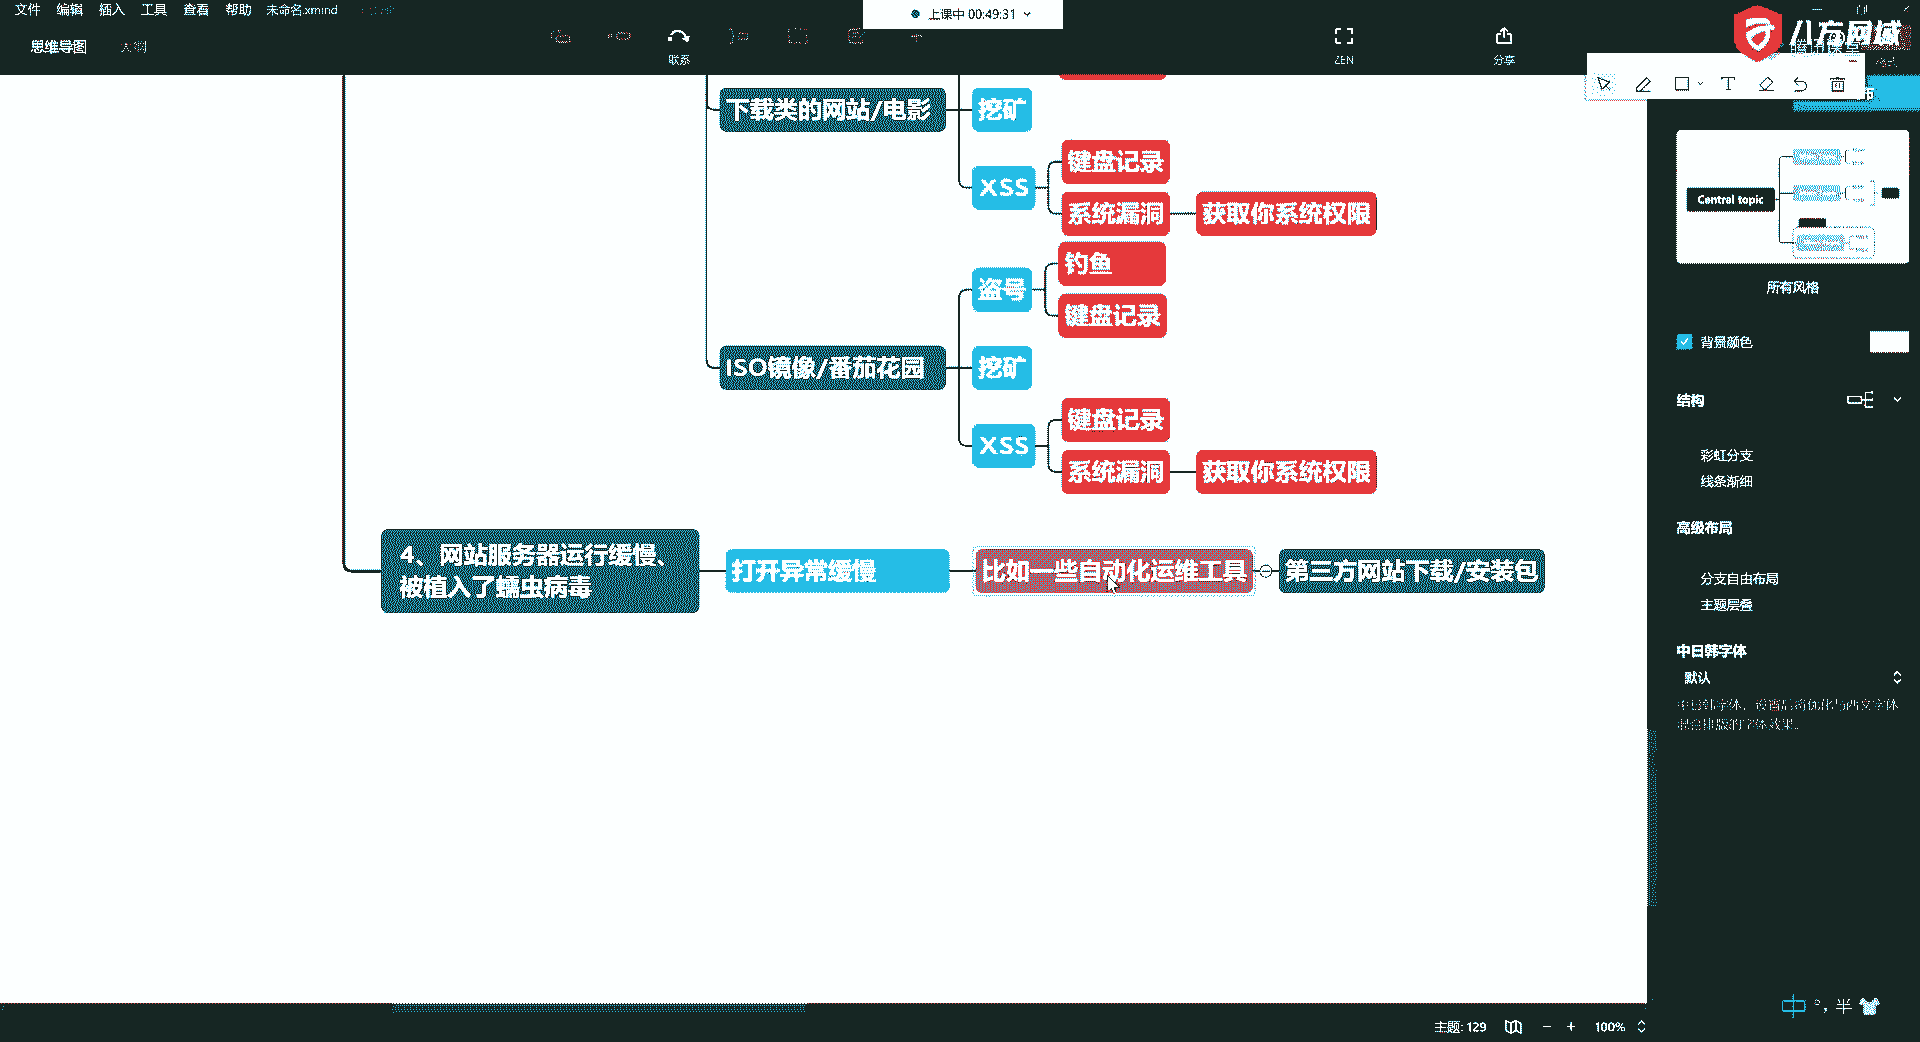 文件 编辑 插入 工具 查看 帮助 未命名.xmind
上课中 00:49:31
八方网域
腾讯课堂
思维导图 大纲
联系
ZEN
分享
格式
下载类的网站/电影
挖矿
XSS
键盘记录
系统漏洞
获取你系统权限
ISO镜像/番茄花园
盗号
钓鱼
键盘记录
挖矿
XSS
键盘记录
系统漏洞
获取你系统权限
4、网站服务器运行缓慢、
被植入了蠕虫病毒
打开异常缓慢
比如一些自动化运维工具
第三方网站下载/安装包
Central topic
所有风格
背景颜色
结构
彩虹分支
线条渐细
高级布局
分支自由布局
主题层叠
中日韩字体
默认
中日韩字体，设置后可优化与西文字体
混合排版的字体效果。
中 °, 半
主题: 129
100%